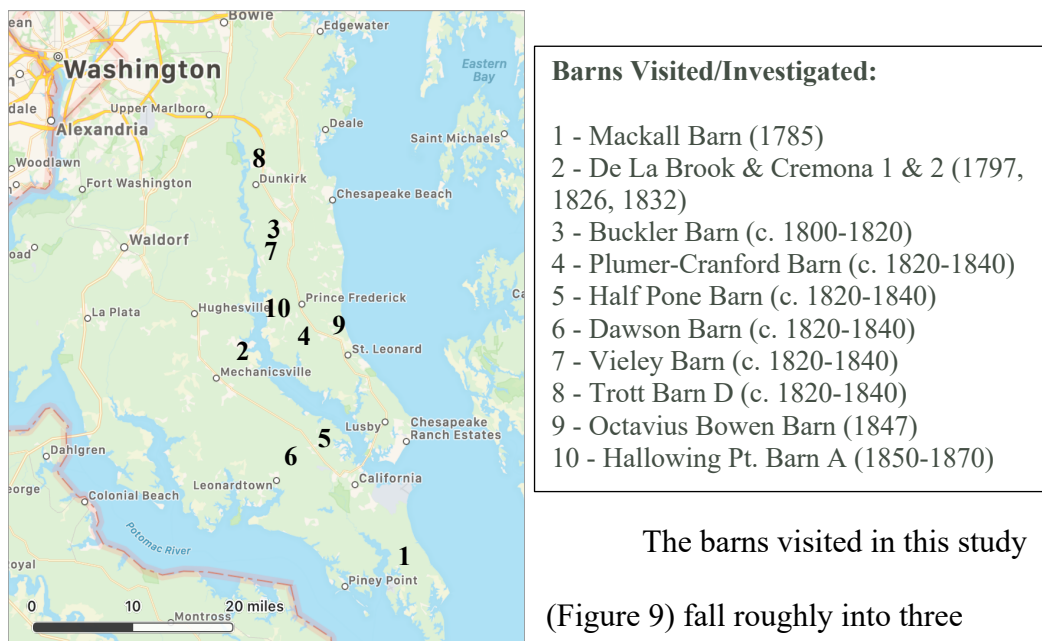 Bowie
Edgewater
Eastern
Bay
Washington
Upper Marlboro
dale
Alexandria
Deale
Saint Michaels
Woodlawn
8
Fort Washington
Dunkirk
Chesapeake Beach
3
oad
Waldorf
7
10
Prince Frederick
Hughesville
La Plata
9
4
2
St. Leonard
Mechanicsville
Lusby
Chesapeake
Ranch Estates
5
Dahlgren
6
Leonardtown
California
eorge
Colonial Beach
Potomac River
1
Royal
Piney Point
0 10 20 miles
Montross
Barns Visited/Investigated:
1 - Mackall Barn (1785)
2 - De La Brook & Cremona 1 & 2 (1797,
1826, 1832)
3 - Buckler Barn (c. 1800-1820)
4 - Plumer-Cranford Barn (c. 1820-1840)
5 - Half Pone Barn (c. 1820-1840)
6 - Dawson Barn (c. 1820-1840)
7 - Vieley Barn (c. 1820-1840)
8 - Trott Barn D (c. 1820-1840)
9 - Octavius Bowen Barn (1847)
10 - Hallowing Pt. Barn A (1850-1870)
The barns visited in this study
(Figure 9) fall roughly into three